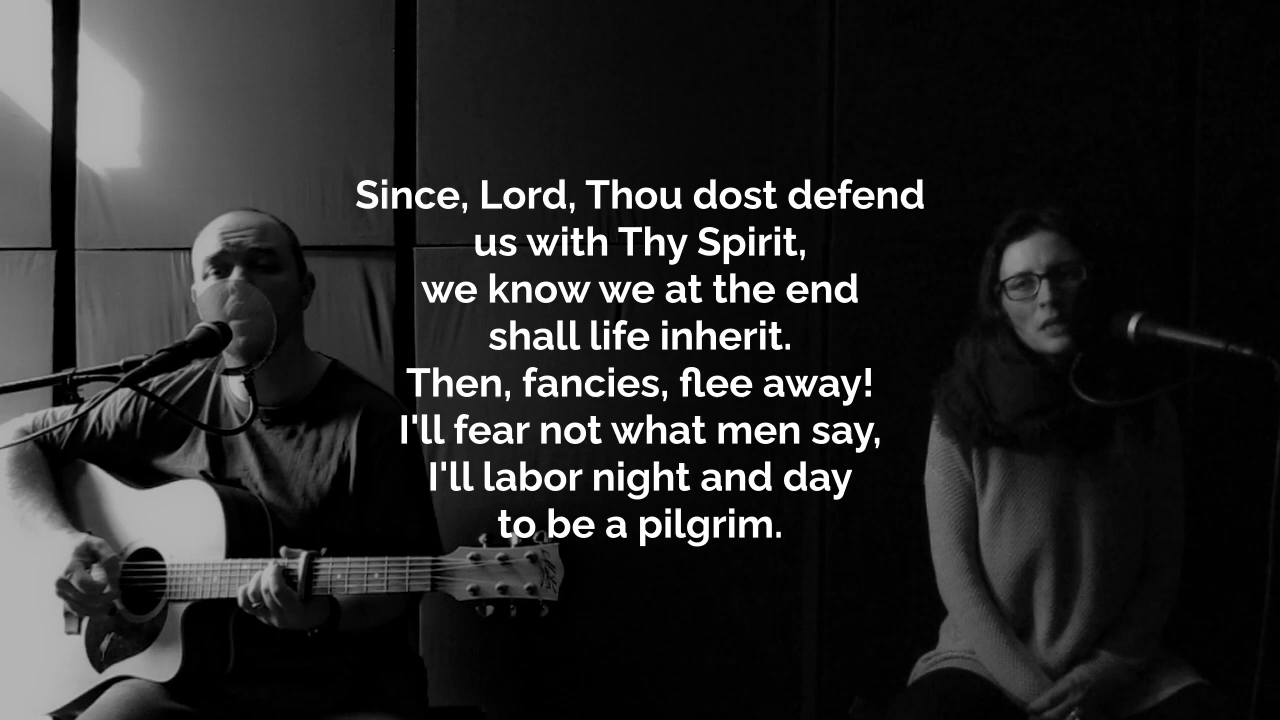 Since, Lord, Thou dost defend
us with Thy Spirit,
we know we at the end
shall life inherit.
Then, fancies, flee away!
I'll fear not what men say,
I'll labor night and day
to be a pilgrim.